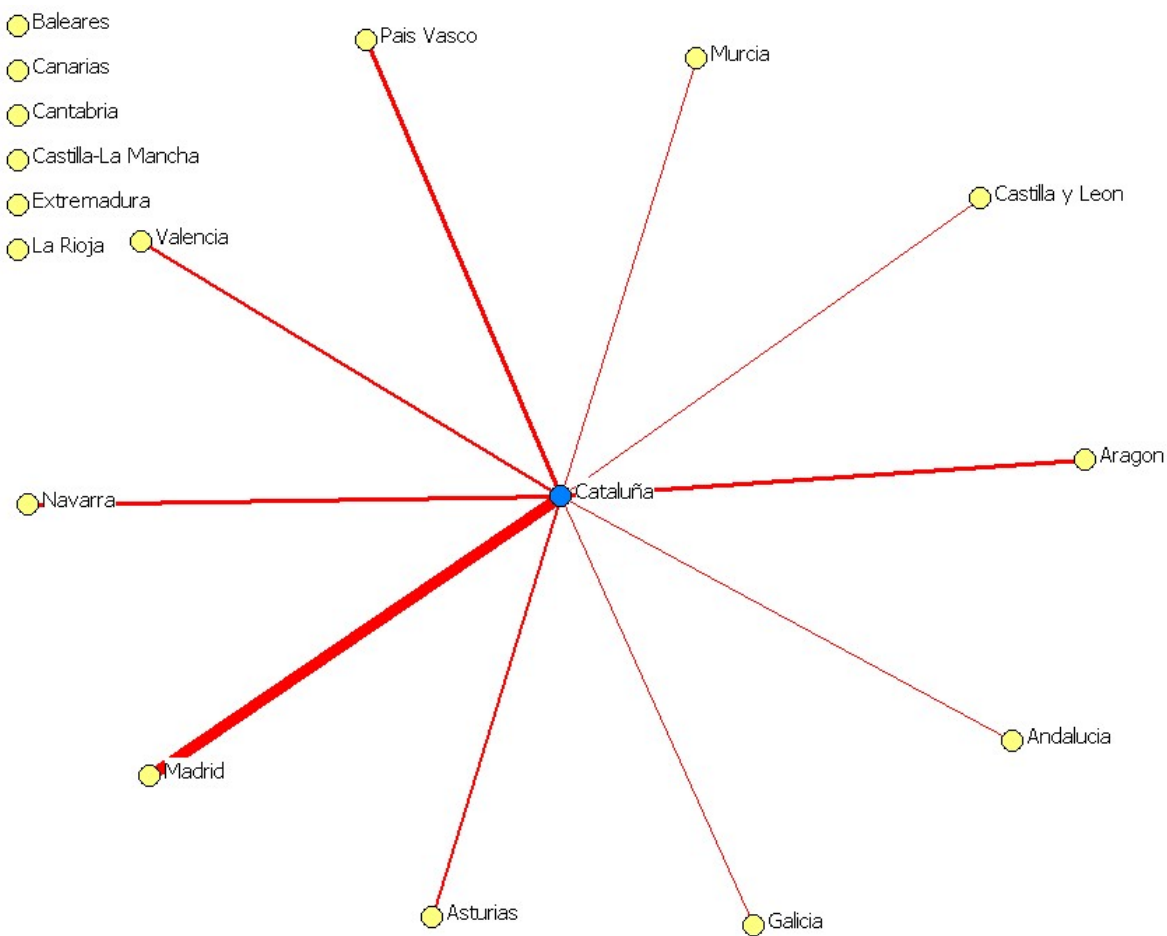 Baleares
Pais Vasco
Murcia
Canarias
Cantabria
Castilla-La Mancha
Extremadura
Castilla y Leon
La Rioja
Valencia
Aragon
Navarra
Cataluña
Andalucia
Madrid
Asturias
Galicia